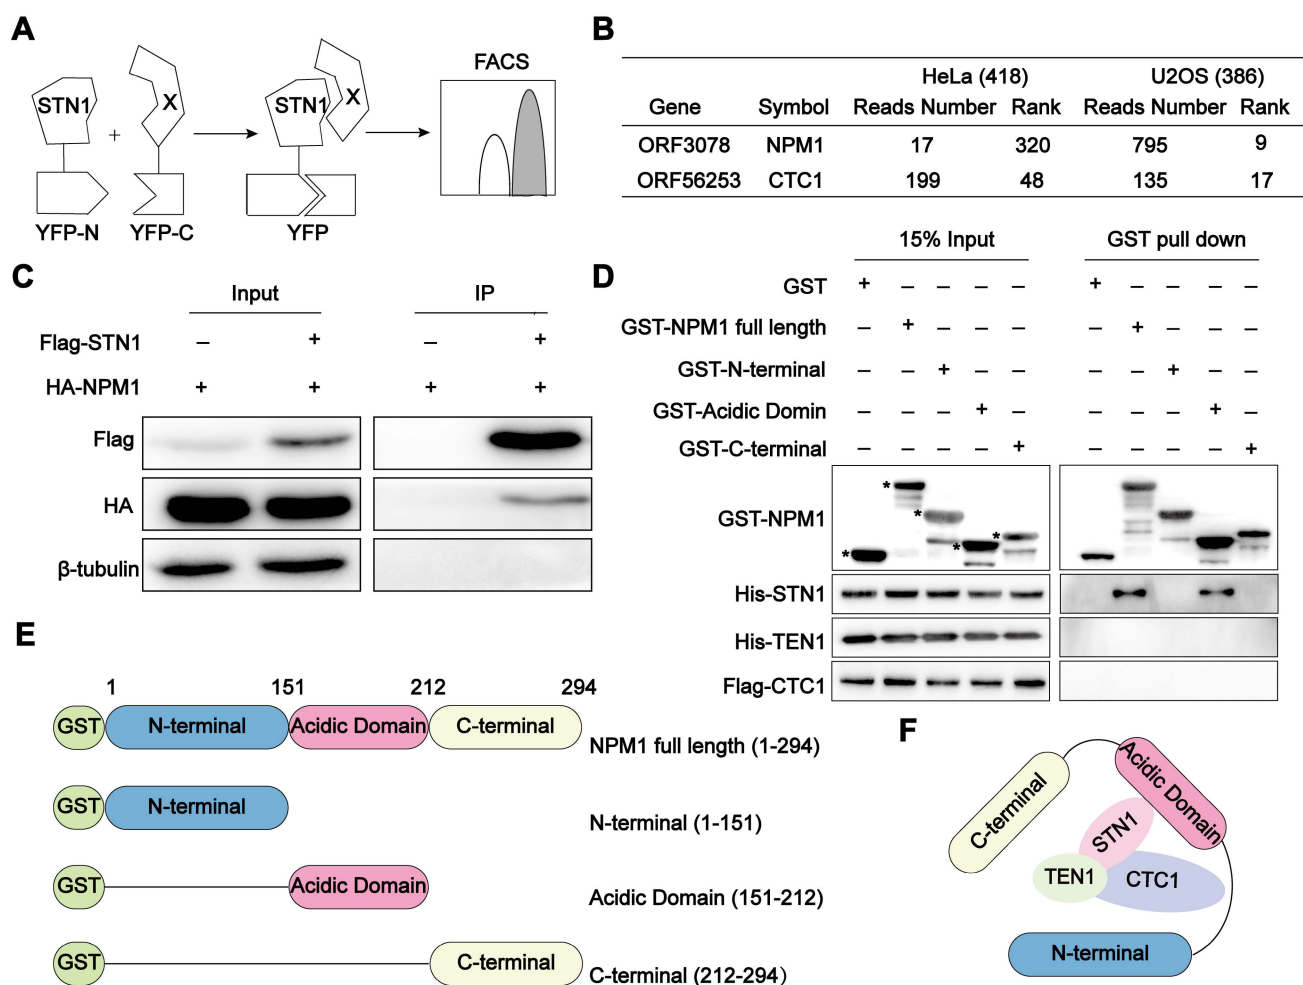 A
STN1
X
+
STN1
X
FACS
YFP-N
YFP-C
YFP
B
HeLa (418)
U2OS (386)
Gene
Symbol
Reads Number
Rank
Reads Number
Rank
ORF3078
NPM1
17
320
795
9
ORF56253
CTC1
199
48
135
17
C
Input
IP
Flag-STN1
– + – +
HA-NPM1
+ + + +
Flag
HA
β-tubulin
D
15% Input
GST pull down
GST
+ – – – – + – – – –
GST-NPM1 full length
– + – – – – + – – –
GST-N-terminal
– – + – – – – + – –
GST-Acidic Domin
– – – + – – – – + –
GST-C-terminal
– – – – + – – – – +
GST-NPM1
* * * * *
His-STN1
His-TEN1
Flag-CTC1
E
1
151
212
294
GST
N-terminal
Acidic Domain
C-terminal
NPM1 full length (1-294)
GST
N-terminal
N-terminal (1-151)
GST
Acidic Domain
Acidic Domain (151-212)
GST
C-terminal
C-terminal (212-294)
F
C-terminal
Acidic Domain
STN1
TEN1
CTC1
N-terminal